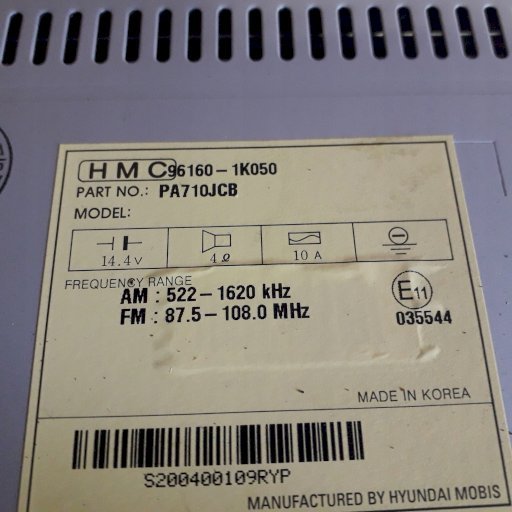 HMC 96160-1K050
PART NO.: PA710JCB
MODEL:
14.4V 4Ω 10A
FREQUENCY RANGE
AM : 522-1620 kHz
FM : 87.5-108.0 MHz
E11
035544
MADE IN KOREA
S200400109RYP
MANUFACTURED BY HYUNDAI MOBIS